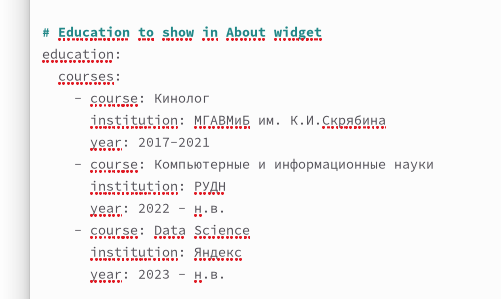 # Education to show in About widget
education:
courses:
- course: Кинолог
institution: МГАВМиБ им. К.И.Скрябина
year: 2017-2021
- course: Компьютерные и информационные науки
institution: РУДН
year: 2022 - н.в.
- course: Data Science
institution: Яндекс
year: 2023 - н.в.